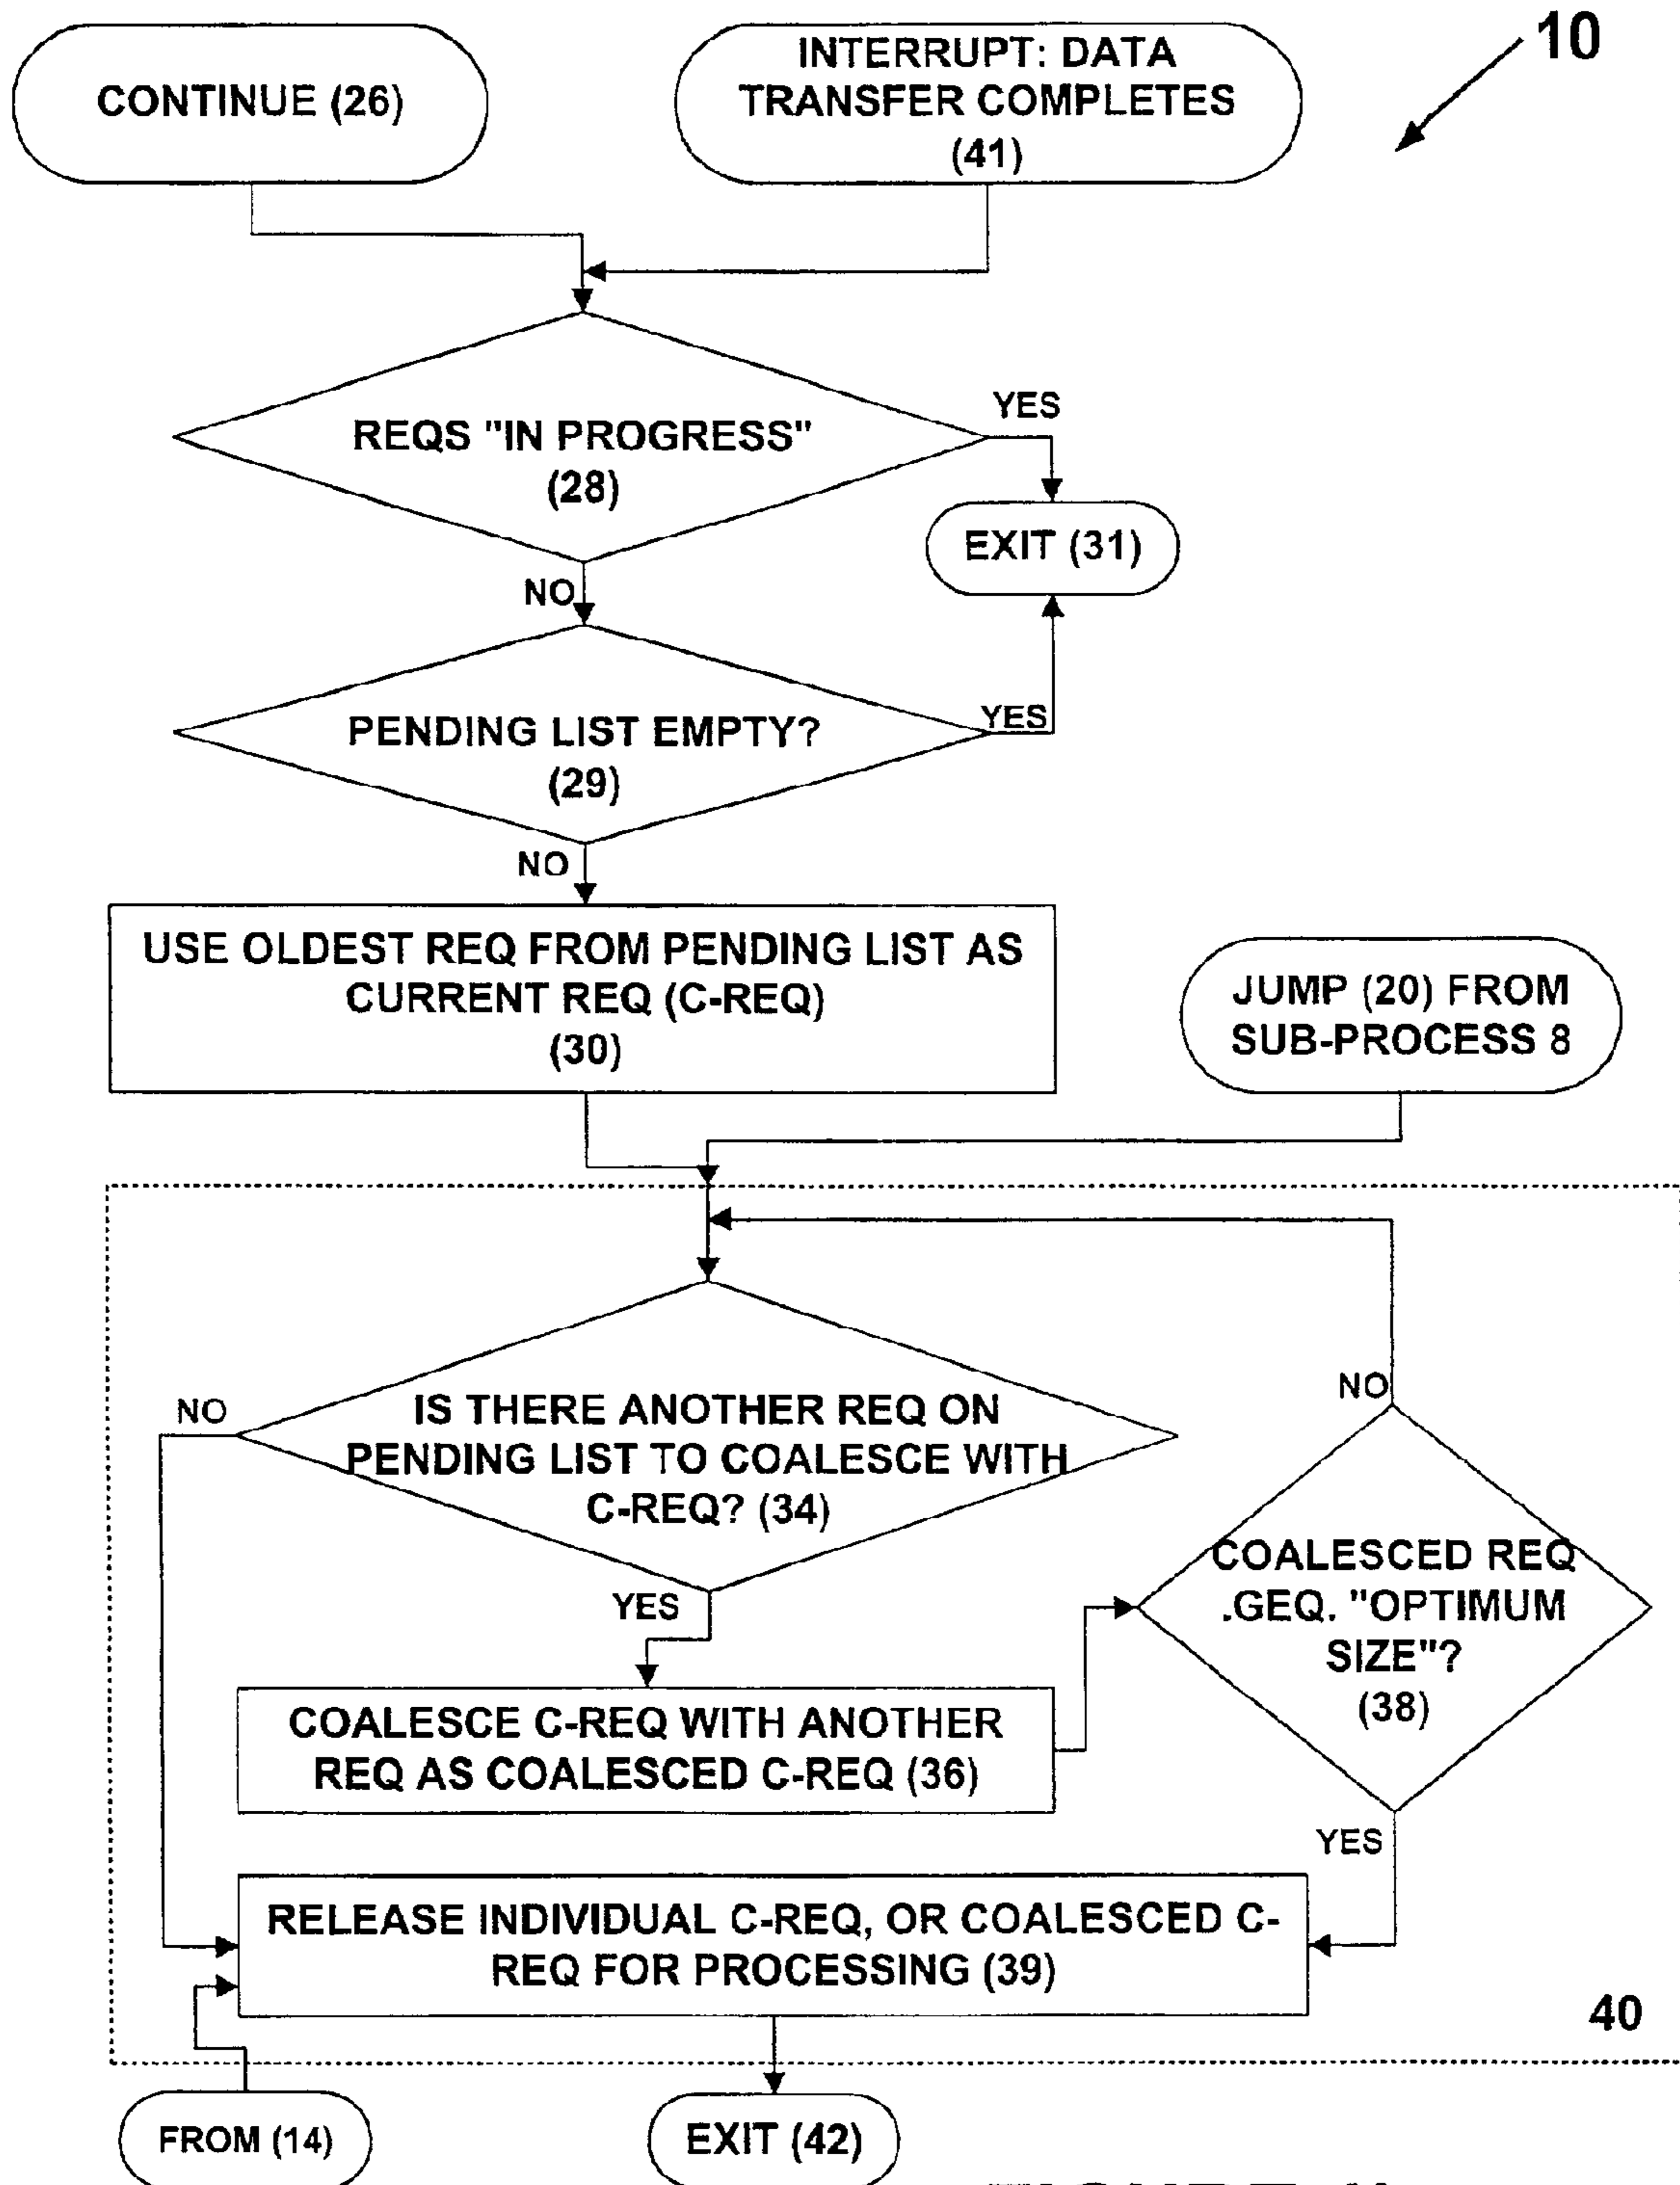 10
CONTINUE (26)
INTERRUPT: DATA
TRANSFER COMPLETES
(41)
REQS "IN PROGRESS"
(28)
YES
EXIT (31)
NO
PENDING LIST EMPTY?
(29)
YES
NO
USE OLDEST REQ FROM PENDING LIST AS
CURRENT REQ (C-REQ)
(30)
JUMP (20) FROM
SUB-PROCESS 8
NO
IS THERE ANOTHER REQ ON
PENDING LIST TO COALESCE WITH
C-REQ? (34)
YES
NO
COALESCED REQ
.GEQ. "OPTIMUM
SIZE"?
(38)
COALESCE C-REQ WITH ANOTHER
REQ AS COALESCED C-REQ (36)
YES
RELEASE INDIVIDUAL C-REQ, OR COALESCED C-
REQ FOR PROCESSING (39)
40
FROM (14)
EXIT (42)